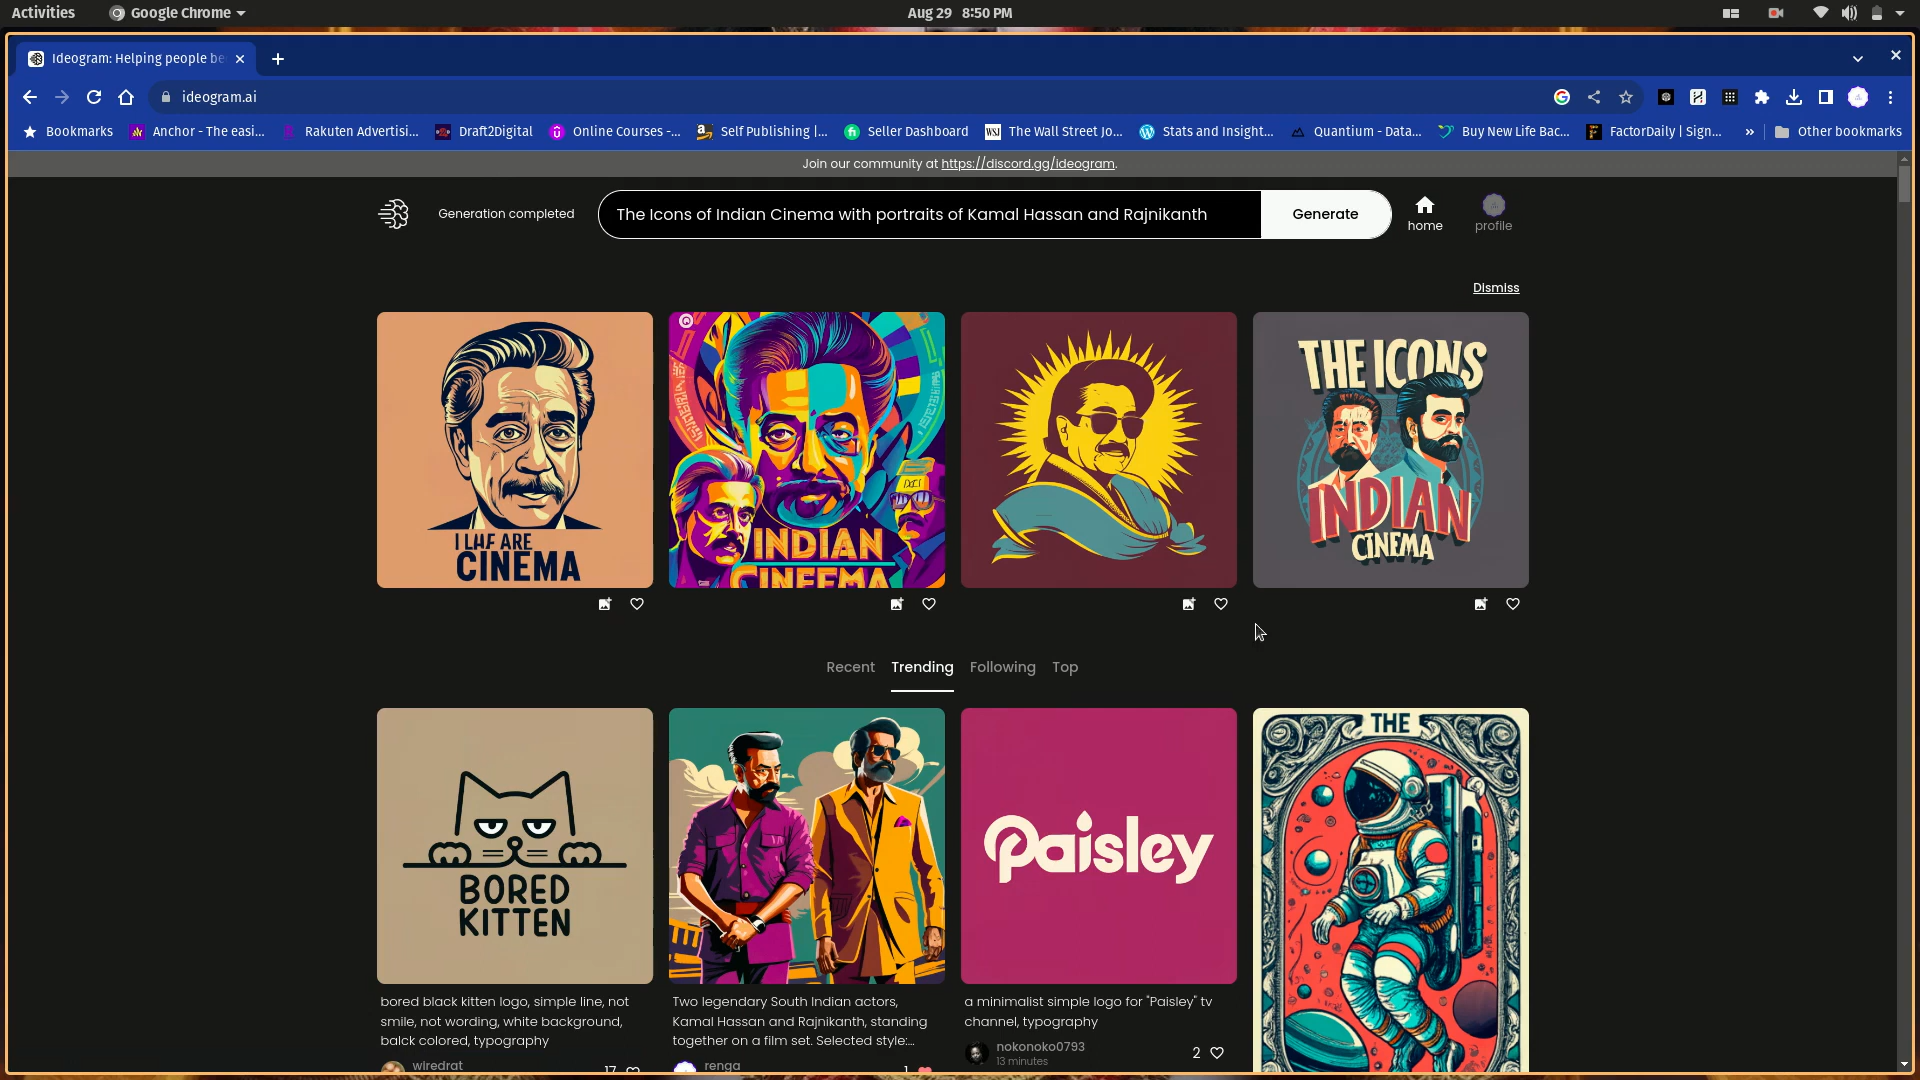 Activities
Google Chrome
Aug 29 8:50 PM
Ideogram: Helping people be
ideogram.ai
Bookmarks
Anchor - The easi...
Rakuten Advertisi...
Draft2Digital
Online Courses -...
Self Publishing |...
Seller Dashboard
WSJ
The Wall Street Jo...
Stats and Insight...
Quantium - Data...
Buy New Life Bac...
FactorDaily | Sign...
»
Other bookmarks
Join our community at https://discord.gg/ideogram.
Generation completed
The Icons of Indian Cinema with portraits of Kamal Hassan and Rajnikanth
Generate
home
profile
Dismiss
ARE
CINEMA
INDIAN
CINEEMA
THE ICONS
INDIAN
CINEMA
Recent
Trending
Following
Top
BORED
KITTEN
Paisley
THE
bored black kitten logo, simple line, not
smile, not wording, white background,
balck colored, typography
wiredrat
17
Two legendary South Indian actors,
Kamal Hassan and Rajnikanth, standing
together on a film set. Selected style:...
renga
1
a minimalist simple logo for "Paisley" tv
channel, typography
nokonoko0793
13 minutes
2